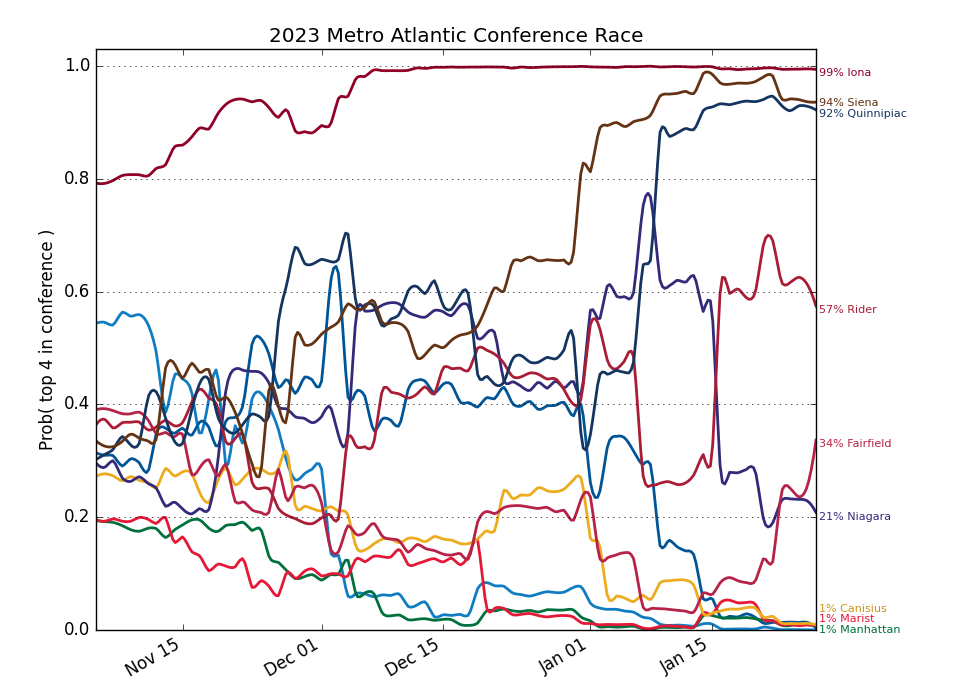 2023 Metro Atlantic Conference Race
Prob( top 4 in conference )
1.0
0.8
0.6
0.4
0.2
0.0
Nov 15
Dec 01
Dec 15
Jan 01
Jan 15
99% Iona
94% Siena
92% Quinnipiac
57% Rider
34% Fairfield
21% Niagara
1% Canisius
1% Marist
1% Manhattan